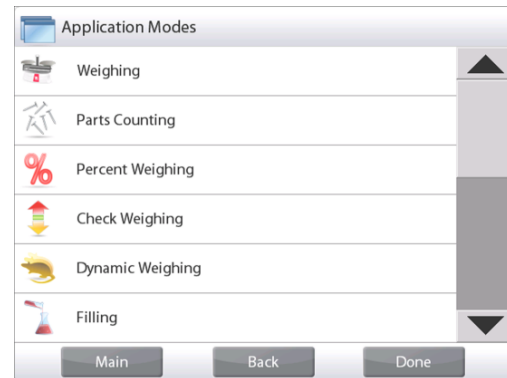 Application Modes
Weighing
Parts Counting
% Percent Weighing
Check Weighing
Dynamic Weighing
Filling
Main Back Done